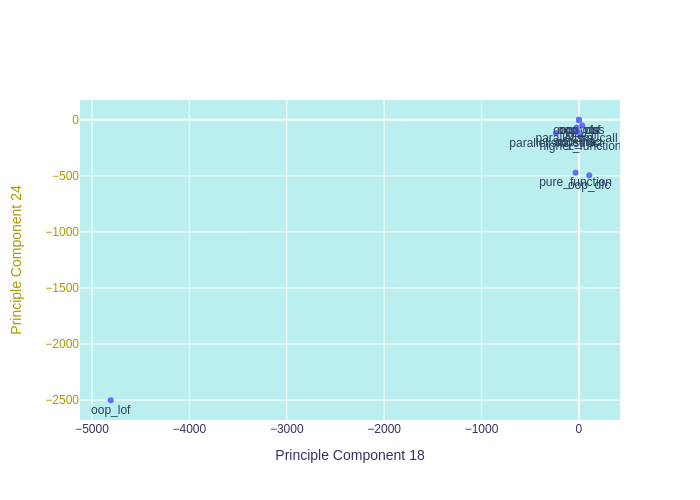 0
−500
−1000
−1500
−2000
−2500
Principle Component 24
higher_function
pure_function
oop_dfc
oop_lof
−5000
−4000
−3000
−2000
−1000
0
Principle Component 18